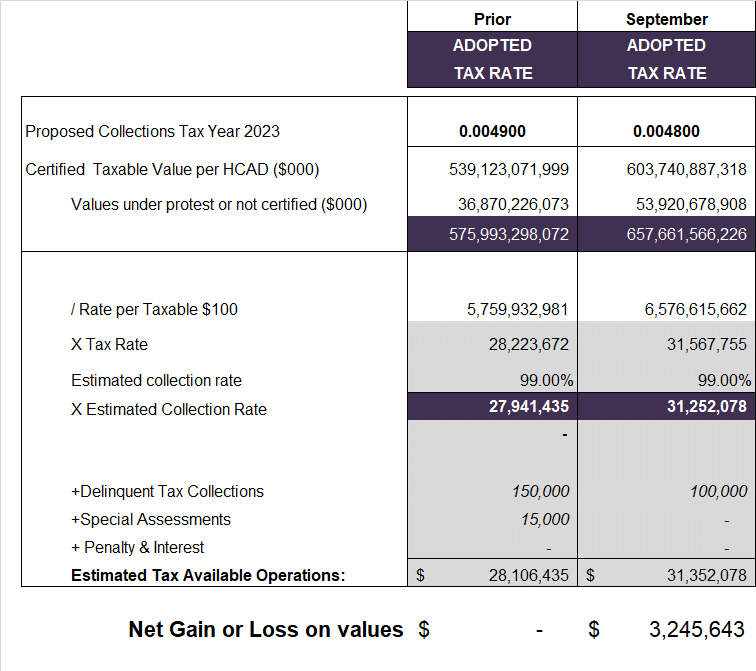 Prior September
ADOPTED ADOPTED
TAX RATE TAX RATE
Proposed Collections Tax Year 2023 0.004900 0.004800
Certified Taxable Value per HCAD ($000) 539,123,071,999 603,740,887,318
Values under protest or not certified ($000) 36,870,226,073 53,920,678,908
575,993,298,072 657,661,566,226
/ Rate per Taxable $100 5,759,932,981 6,576,615,662
X Tax Rate 28,223,672 31,567,755
Estimated collection rate 99.00% 99.00%
X Estimated Collection Rate 27,941,435 31,252,078
-
+Delinquent Tax Collections 150,000 100,000
+Special Assessments 15,000 -
+ Penalty & Interest - -
Estimated Tax Available Operations: $ 28,106,435 $ 31,352,078
Net Gain or Loss on values $ - $ 3,245,643